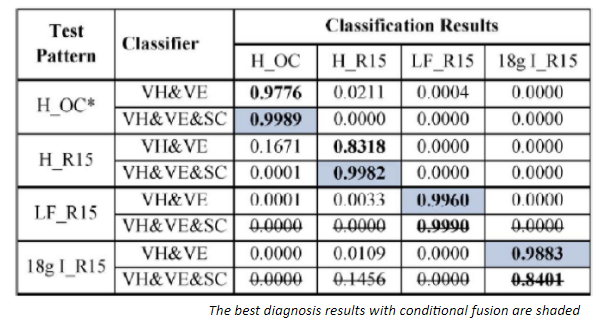 Test Pattern Classifier Classification Results
H_OC H_R15 LF_R15 18g I_R15
H_OC* VH&VE 0.9776 0.0211 0.0004 0.0000
VH&VE&SC 0.9989 0.0000 0.0000 0.0000
H_R15 VH&VE 0.1671 0.8318 0.0000 0.0000
VH&VE&SC 0.0001 0.9982 0.0000 0.0000
LF_R15 VH&VE 0.0001 0.0033 0.9960 0.0000
VH&VE&SC 0.0000 0.0000 0.9990 0.0000
18g I_R15 VH&VE 0.0000 0.0109 0.0000 0.9883
VH&VE&SC 0.0000 0.1456 0.0000 0.8401
The best diagnosis results with conditional fusion are shaded